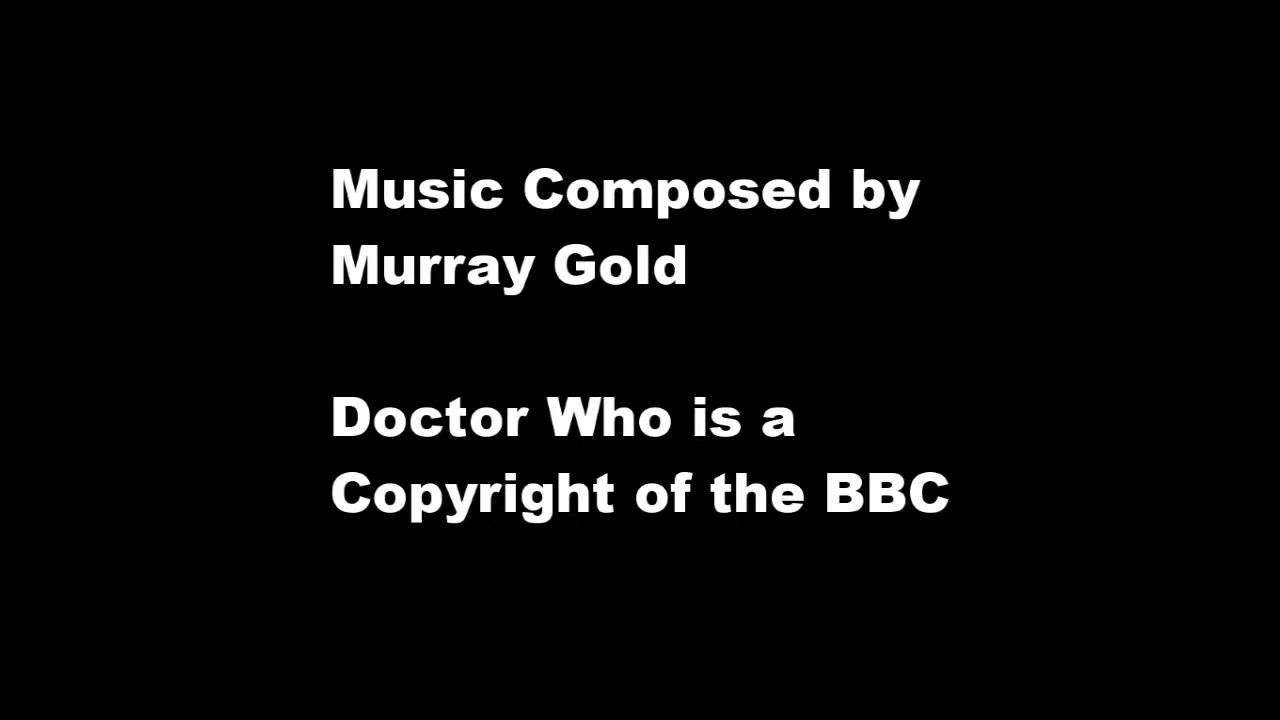 Music Composed by
Murray Gold
Doctor Who is a
Copyright of the BBC